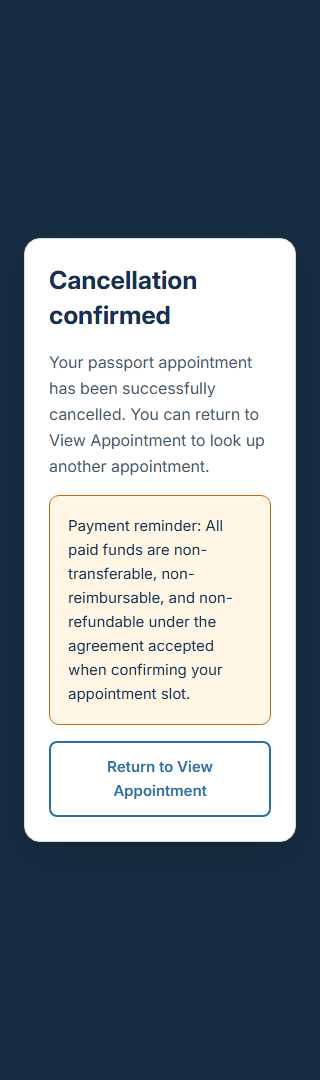 Cancellation
confirmed
Your passport appointment
has been successfully
cancelled. You can return to
View Appointment to look up
another appointment.
Payment reminder: All
paid funds are non-
transferable, non-
reimbursable, and non-
refundable under the
agreement accepted
when confirming your
appointment slot.
Return to View
Appointment